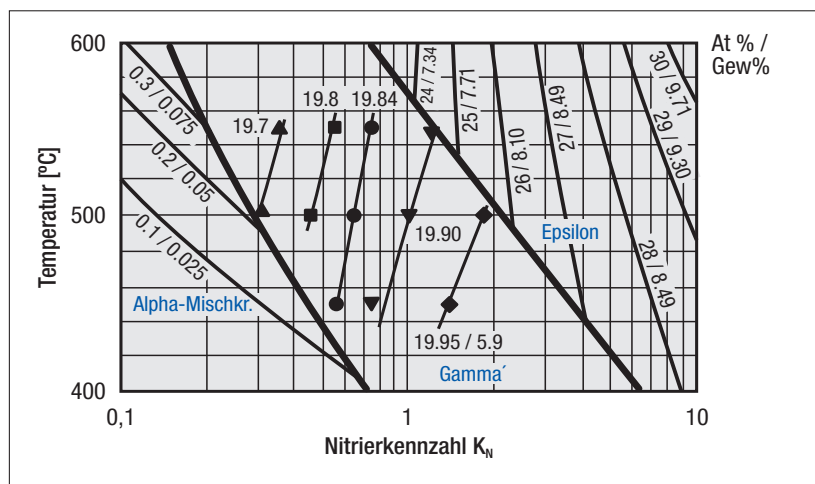 600
500
400
Temperatur [ºC]
At % /
Gew%
0.3 / 0.075
0.2 / 0.05
0.1 / 0.025
19.7
19.8
19.84
19.90
19.95 / 5.9
24 / 7.34
25 / 7.71
26 / 8.10
27 / 8.49
28 / 8.49
29 / 9.30
30 / 9.71
Alpha-Mischkr.
Epsilon
Gamma´
0,1
1
10
Nitrierkennzahl KN